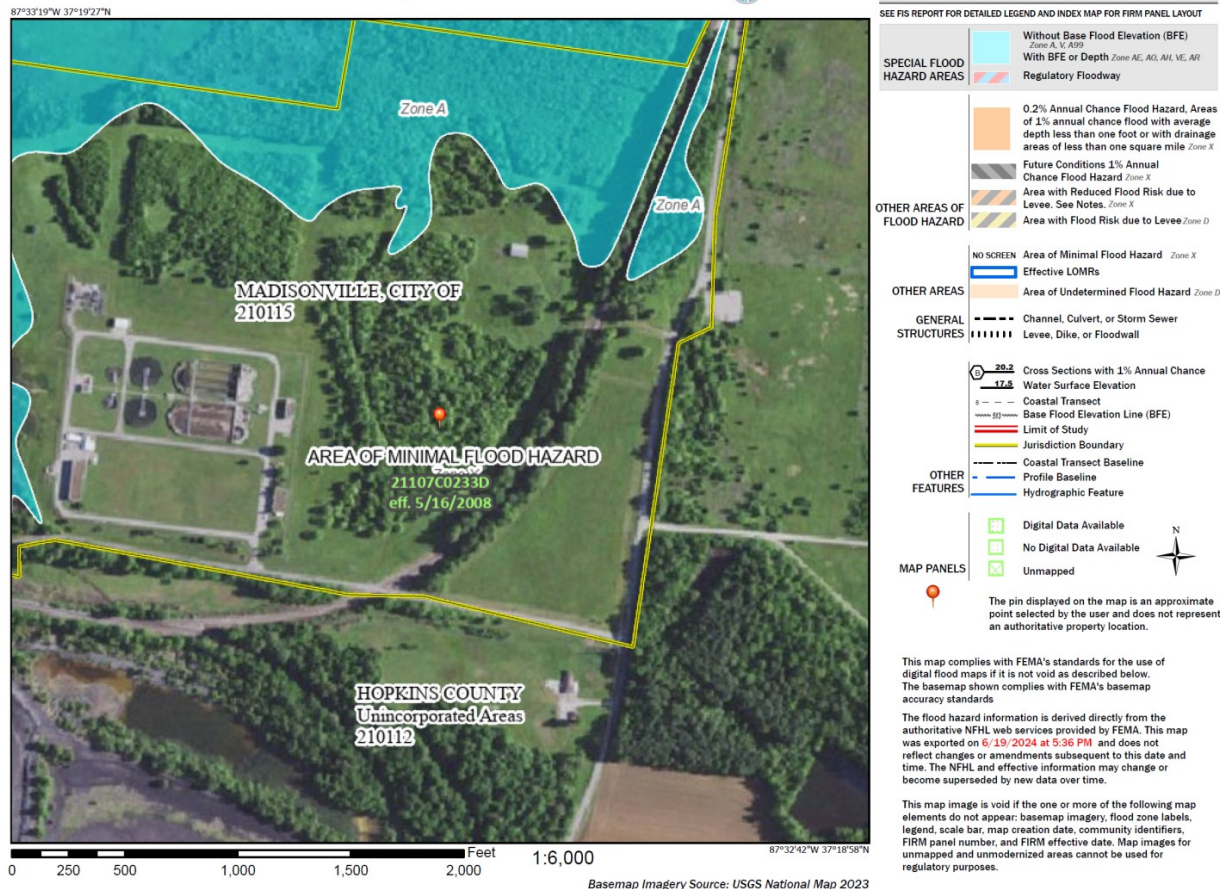 87°33'19"W 37°19'27"N
Zone A
Zone A
MADISONVILLE, CITY OF
210115
AREA OF MINIMAL FLOOD HAZARD
21107C0233D
eff. 5/16/2008
HOPKINS COUNTY
Unincorporated Areas
210112
87°32'42"W 37°18'58"N
Feet
1:6,000
0 250 500 1,000 1,500 2,000
Basemap Imagery Source: USGS National Map 2023
SEE FIS REPORT FOR DETAILED LEGEND AND INDEX MAP FOR FIRM PANEL LAYOUT
SPECIAL FLOOD
HAZARD AREAS
Without Base Flood Elevation (BFE)
Zone A, V, A99
With BFE or Depth Zone AE, AO, AH, VE, AR
Regulatory Floodway
OTHER AREAS OF
FLOOD HAZARD
0.2% Annual Chance Flood Hazard, Areas
of 1% annual chance flood with average
depth less than one foot or with drainage
areas of less than one square mile Zone X
Future Conditions 1% Annual
Chance Flood Hazard Zone X
Area with Reduced Flood Risk due to
Levee. See Notes. Zone X
Area with Flood Risk due to Levee Zone D
OTHER AREAS
NO SCREEN Area of Minimal Flood Hazard Zone X
Effective LOMRs
Area of Undetermined Flood Hazard Zone D
GENERAL
STRUCTURES
Channel, Culvert, or Storm Sewer
Levee, Dike, or Floodwall
OTHER
FEATURES
B 20.2 Cross Sections with 1% Annual Chance
17.5 Water Surface Elevation
8 Coastal Transect
Base Flood Elevation Line (BFE)
Limit of Study
Jurisdiction Boundary
Coastal Transect Baseline
Profile Baseline
Hydrographic Feature
MAP PANELS
Digital Data Available
No Digital Data Available
Unmapped
N
The pin displayed on the map is an approximate
point selected by the user and does not represent
an authoritative property location.
This map complies with FEMA's standards for the use of
digital flood maps if it is not void as described below.
The basemap shown complies with FEMA's basemap
accuracy standards
The flood hazard information is derived directly from the
authoritative NFHL web services provided by FEMA. This map
was exported on 6/19/2024 at 5:36 PM and does not
reflect changes or amendments subsequent to this date and
time. The NFHL and effective information may change or
become superseded by new data over time.
This map image is void if the one or more of the following map
elements do not appear: basemap imagery, flood zone labels,
legend, scale bar, map creation date, community identifiers,
FIRM panel number, and FIRM effective date. Map images for
unmapped and unmodernized areas cannot be used for
regulatory purposes.